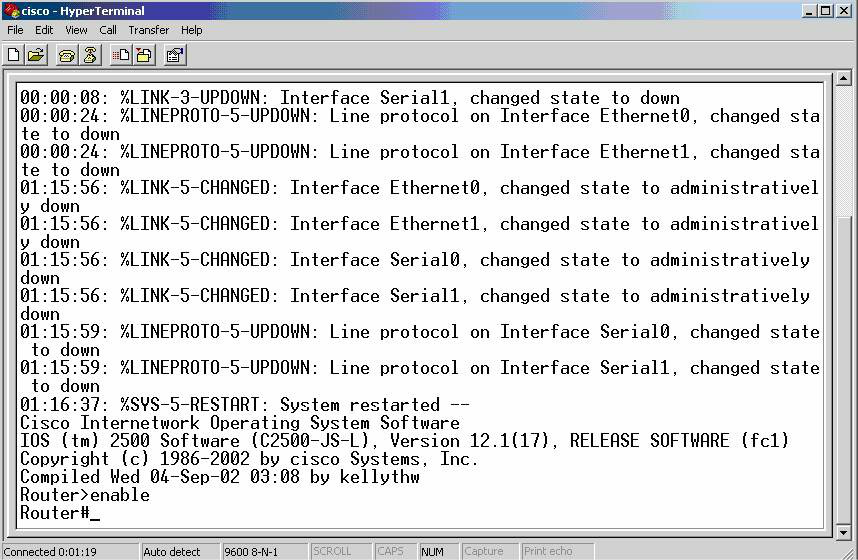 cisco - HyperTerminal
File Edit View Call Transfer Help
00:00:08: %LINK-3-UPDOWN: Interface Serial1, changed state to down
00:00:24: %LINEPROTO-5-UPDOWN: Line protocol on Interface Ethernet0, changed sta
te to down
00:00:24: %LINEPROTO-5-UPDOWN: Line protocol on Interface Ethernet1, changed sta
te to down
01:15:56: %LINK-5-CHANGED: Interface Ethernet0, changed state to administrativel
y down
01:15:56: %LINK-5-CHANGED: Interface Ethernet1, changed state to administrativel
y down
01:15:56: %LINK-5-CHANGED: Interface Serial0, changed state to administratively
down
01:15:56: %LINK-5-CHANGED: Interface Serial1, changed state to administratively
down
01:15:59: %LINEPROTO-5-UPDOWN: Line protocol on Interface Serial0, changed state
 to down
01:15:59: %LINEPROTO-5-UPDOWN: Line protocol on Interface Serial1, changed state
 to down
01:16:37: %SYS-5-RESTART: System restarted --
Cisco Internetwork Operating System Software
IOS (tm) 2500 Software (C2500-JS-L), Version 12.1(17), RELEASE SOFTWARE (fc1)
Copyright (c) 1986-2002 by cisco Systems, Inc.
Compiled Wed 04-Sep-02 03:08 by kellythw
Router>enable
Router#_
Connected 0:01:19 Auto detect 9600 8-N-1 SCROLL CAPS NUM Capture Print echo